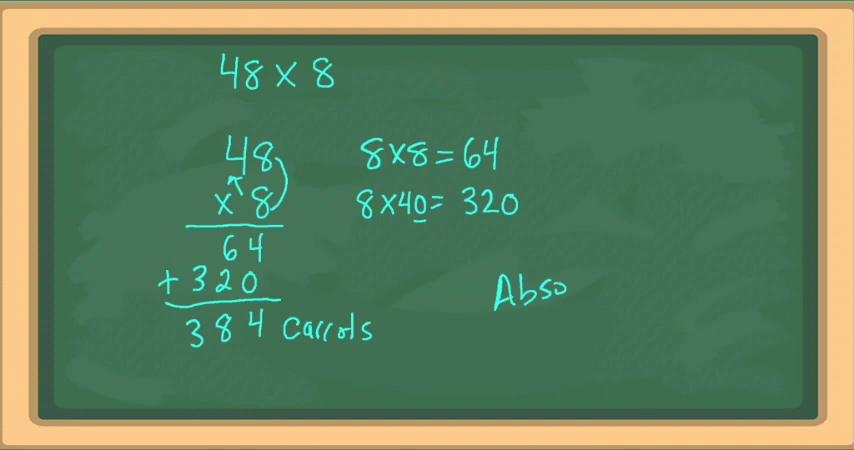 48 x 8
48
x 8
64
+ 320
384 carrots
8x8=64
8x40= 320
Abso